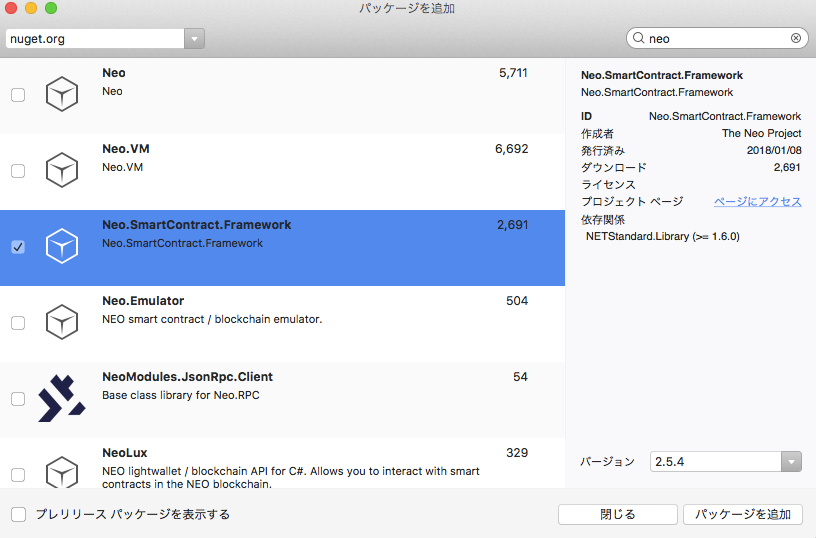 パッケージを追加
nuget.org
neo
Neo 5,711
Neo
Neo.VM 6,692
Neo.VM
Neo.SmartContract.Framework 2,691
Neo.SmartContract.Framework
Neo.Emulator 504
NEO smart contract / blockchain emulator.
NeoModules.JsonRpc.Client 54
Base class library for Neo.RPC
NeoLux 329
NEO lightwallet / blockchain API for C#. Allows you to interact with smart
contracts in the NEO blockchain.
Neo.SmartContract.Framework
Neo.SmartContract.Framework
ID Neo.SmartContract.Framework
作成者 The Neo Project
発行済み 2018/01/08
ダウンロード 2,691
ライセンス
プロジェクト ページ ページにアクセス
依存関係
NETStandard.Library (>= 1.6.0)
バージョン 2.5.4
プレリリース パッケージを表示する
閉じる
パッケージを追加